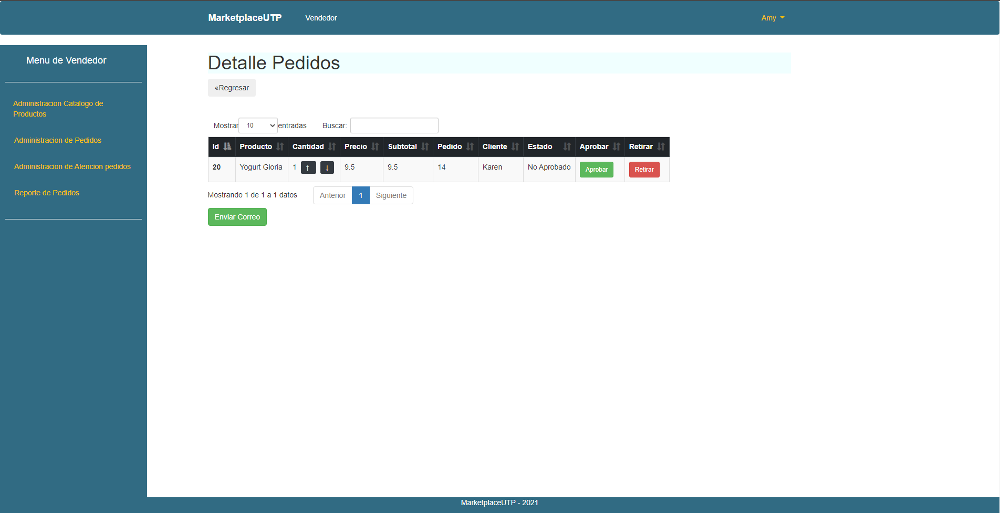 MarketplaceUTP Vendedor Amy
Menu de Vendedor
Administracion Catalogo de
Productos
Administracion de Pedidos
Administracion de Atencion pedidos
Reporte de Pedidos
Detalle Pedidos
«Regresar
Mostrar 10 entradas Buscar:
Id Producto Cantidad Precio Subtotal Pedido Cliente Estado Aprobar Retirar
20 Yogurt Gloria 1 ↑ ↓ 9.5 9.5 14 Karen No Aprobado Aprobar Retirar
Mostrando 1 de 1 a 1 datos Anterior 1 Siguiente
Enviar Correo
MarketplaceUTP - 2021